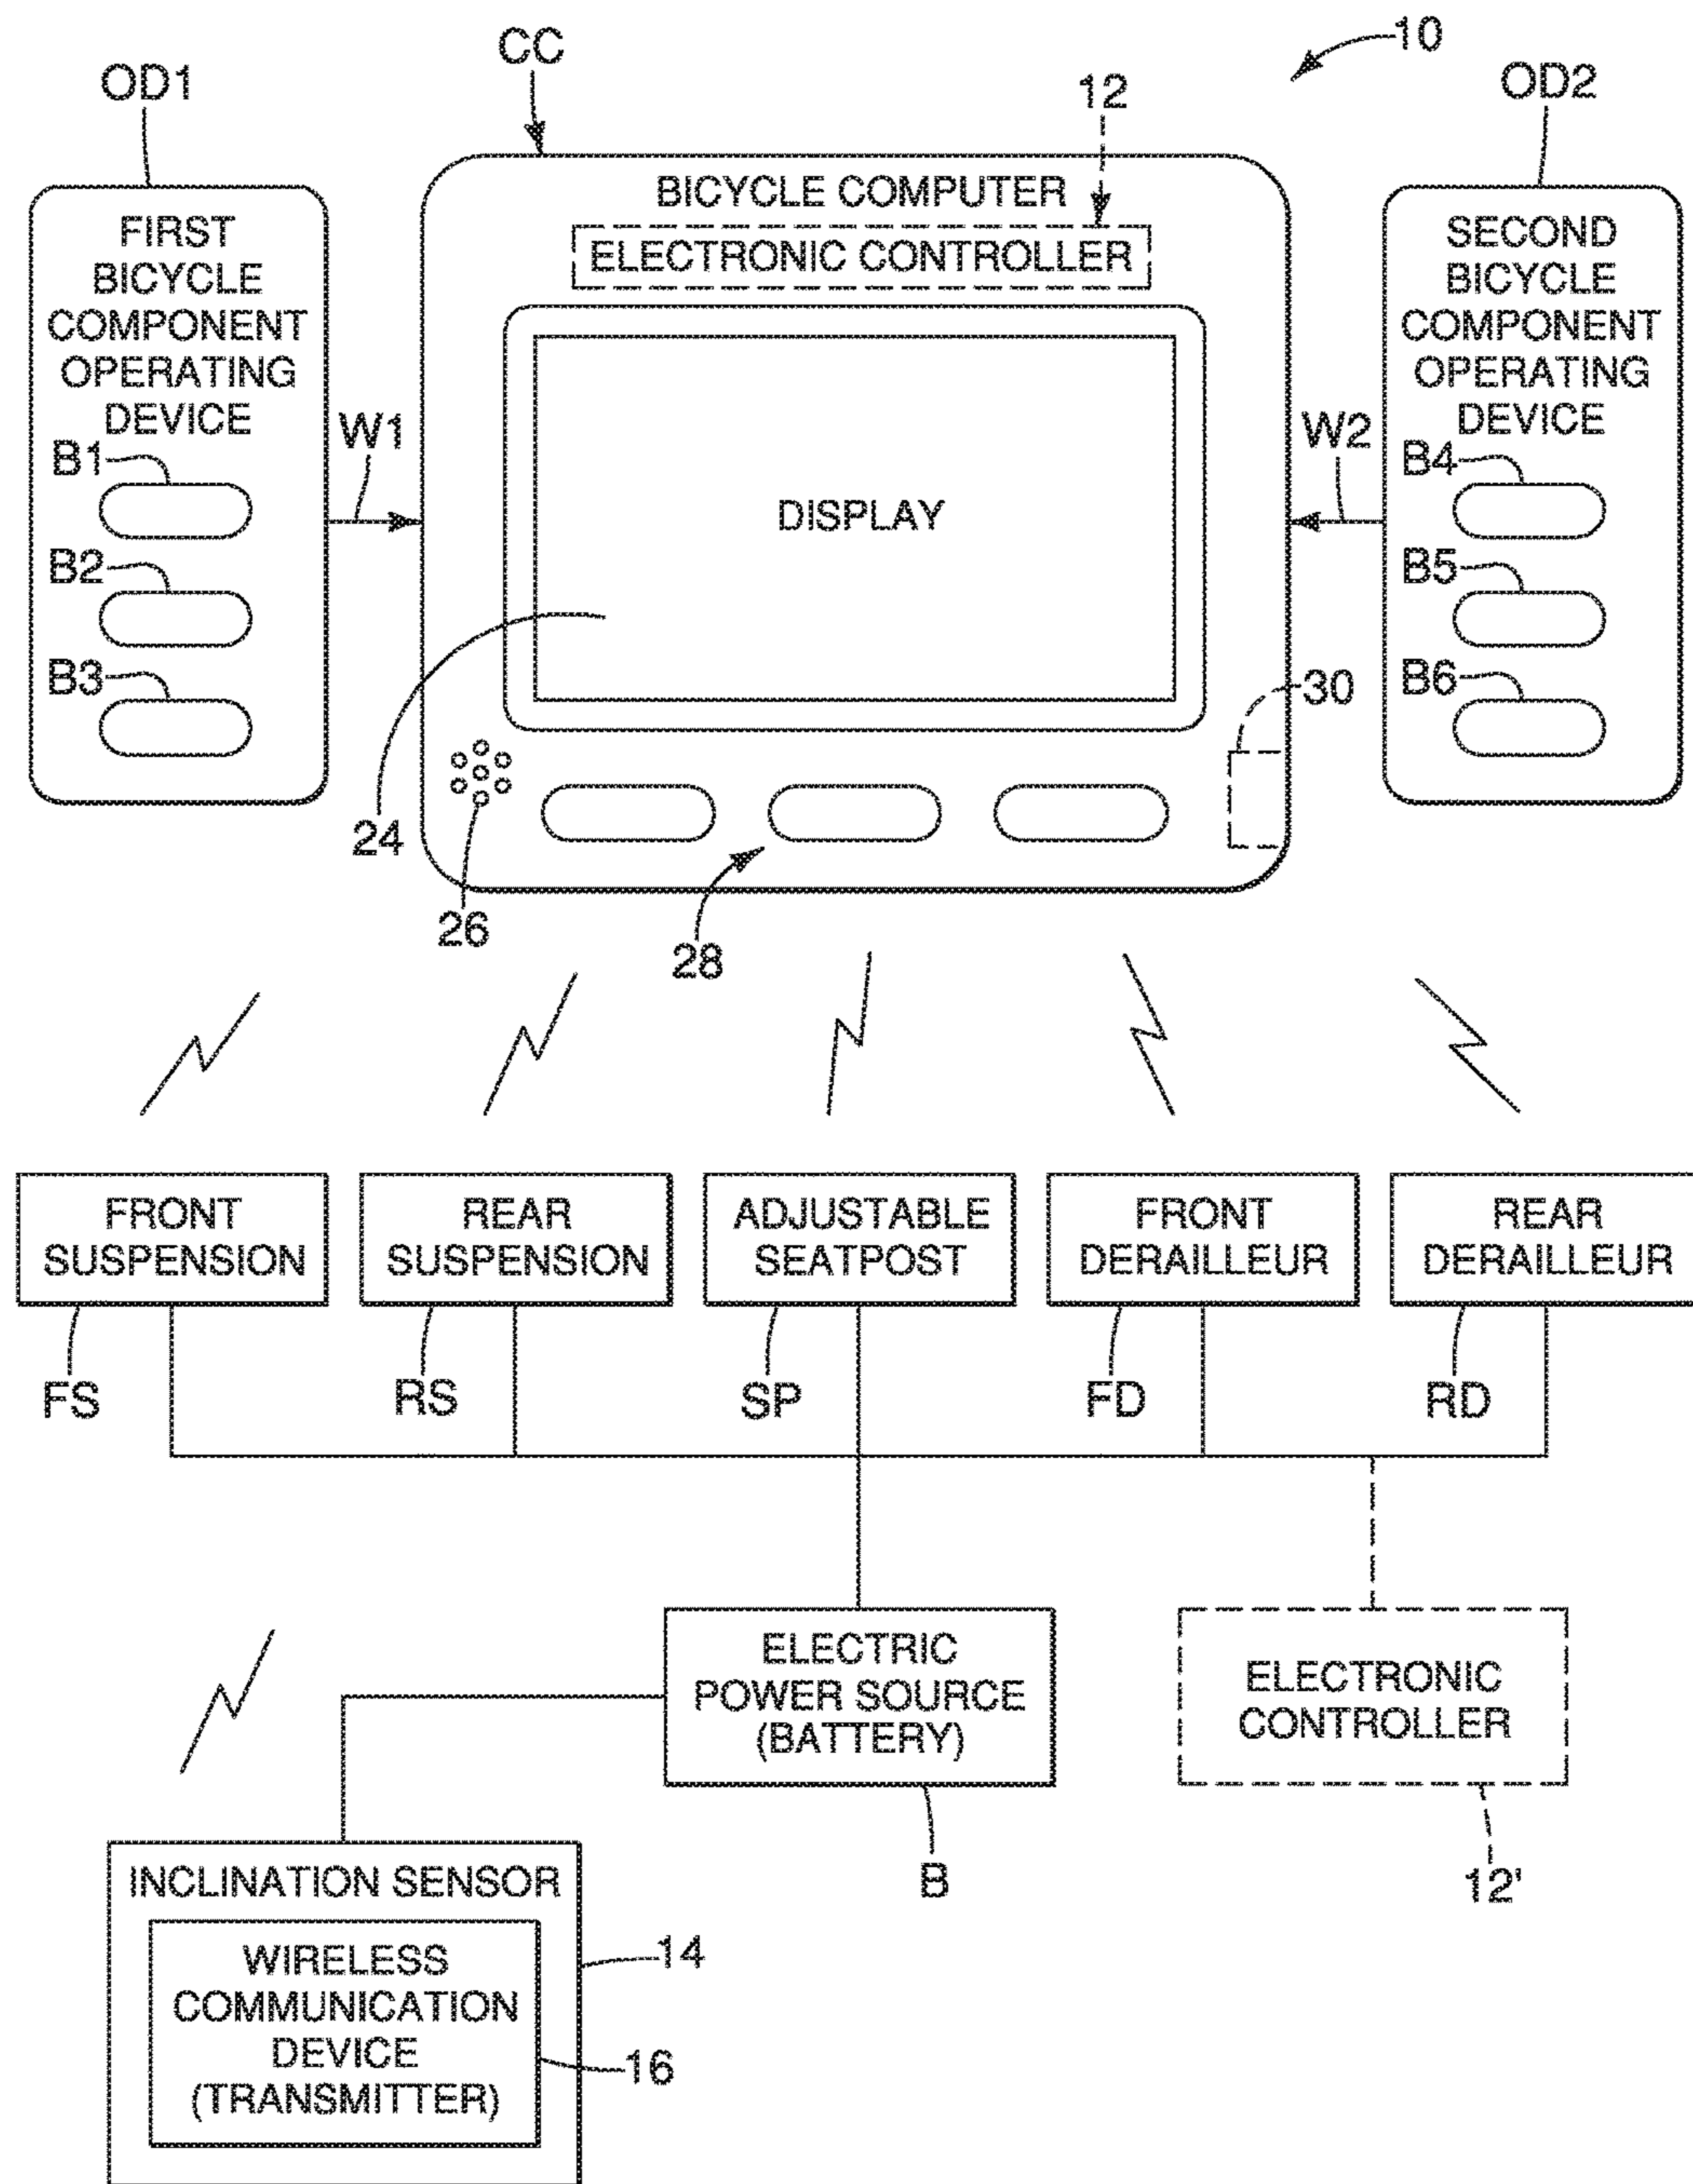 10
CC
12
OD1
OD2
BICYCLE COMPUTER
ELECTRONIC CONTROLLER
FIRST
BICYCLE
COMPONENT
OPERATING
DEVICE
B1
B2
B3
W1
DISPLAY
W2
SECOND
BICYCLE
COMPONENT
OPERATING
DEVICE
B4
B5
B6
30
24
26
28
FRONT
SUSPENSION
REAR
SUSPENSION
ADJUSTABLE
SEATPOST
FRONT
DERAILLEUR
REAR
DERAILLEUR
FS
RS
SP
FD
RD
ELECTRIC
POWER SOURCE
(BATTERY)
B
ELECTRONIC
CONTROLLER
12'
INCLINATION SENSOR
WIRELESS
COMMUNICATION
DEVICE
(TRANSMITTER)
14
16